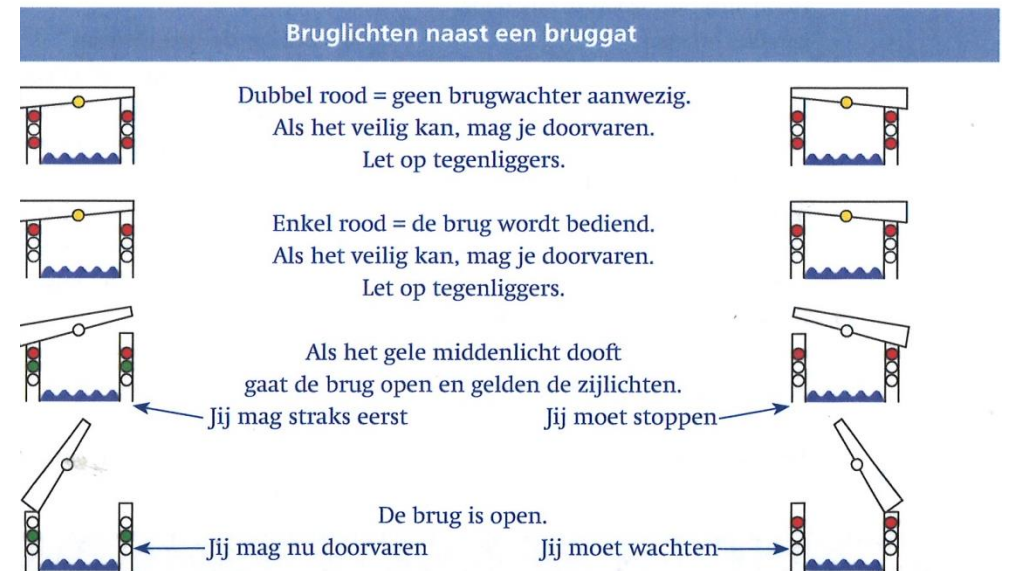 Bruglichten naast een bruggat
Dubbel rood = geen brugwachter aanwezig.
Als het veilig kan, mag je doorvaren.
Let op tegenliggers.
Enkel rood = de brug wordt bediend.
Als het veilig kan, mag je doorvaren.
Let op tegenliggers.
Als het gele middenlicht dooft
gaat de brug open en gelden de zijlichten.
Jij mag straks eerst
Jij moet stoppen
De brug is open.
Jij mag nu doorvaren
Jij moet wachten